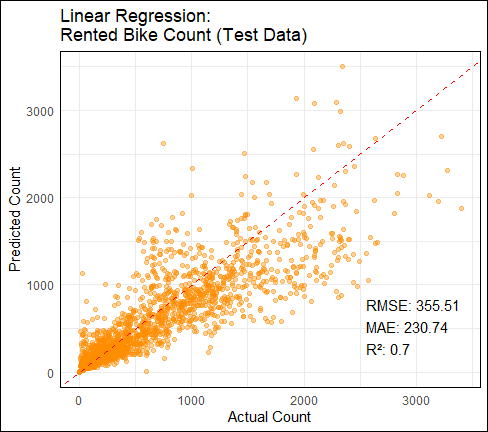 Linear Regression:
Rented Bike Count (Test Data)
Predicted Count
3000
2000
1000
0
RMSE: 355.51
MAE: 230.74
R²: 0.7
0
1000
2000
3000
Actual Count